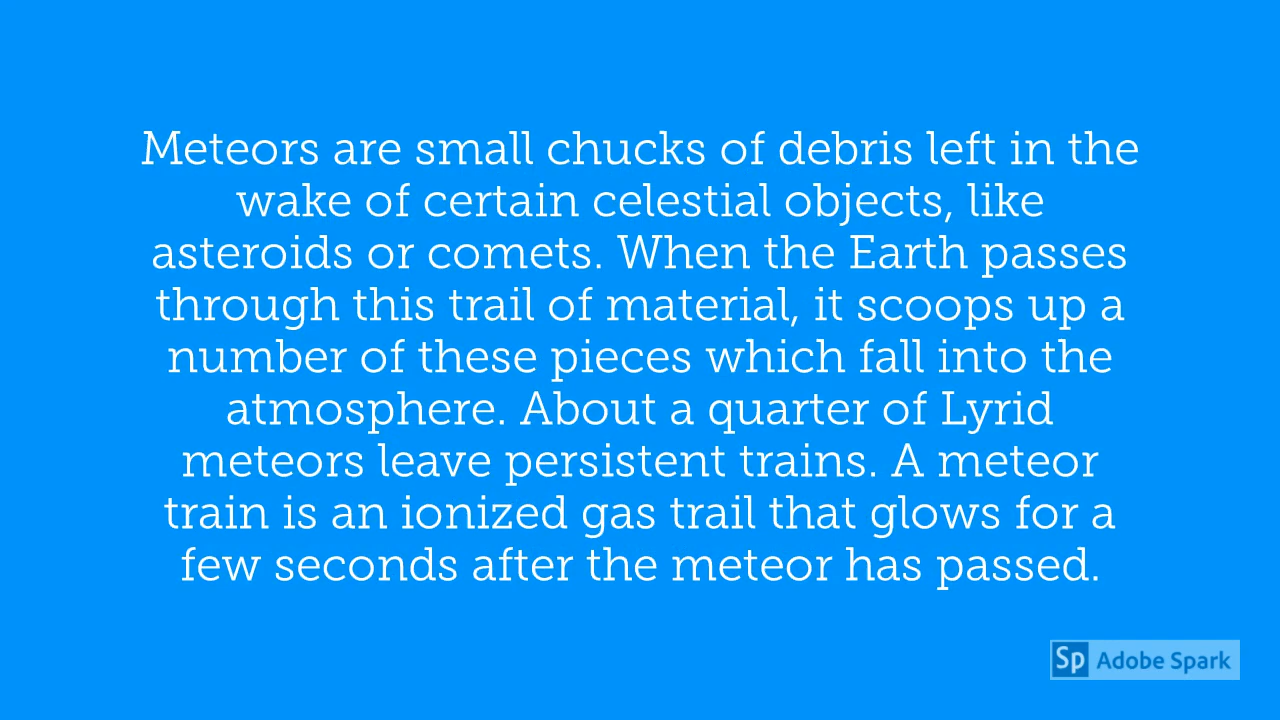 Meteors are small chucks of debris left in the
wake of certain celestial objects, like
asteroids or comets. When the Earth passes
through this trail of material, it scoops up a
number of these pieces which fall into the
atmosphere. About a quarter of Lyrid
meteors leave persistent trains. A meteor
train is an ionized gas trail that glows for a
few seconds after the meteor has passed.
Sp Adobe Spark